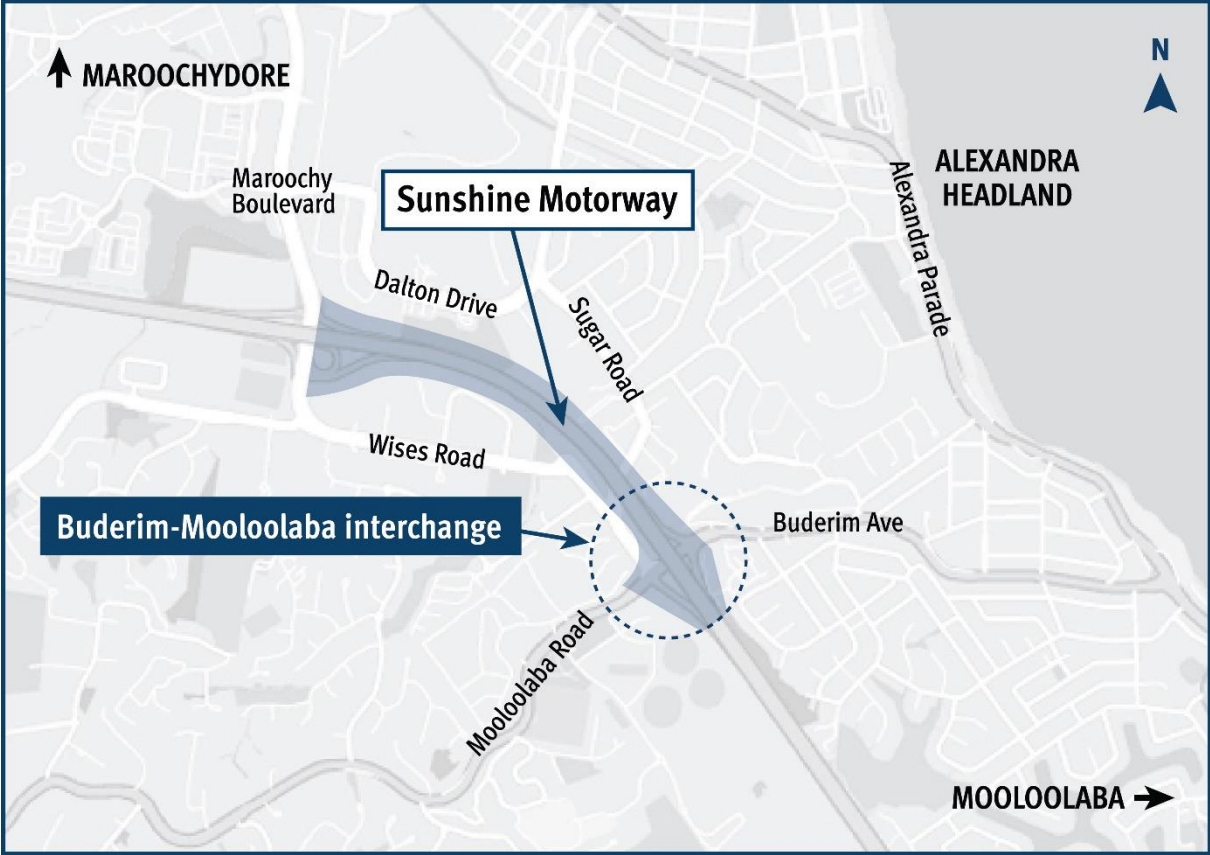 N
MAROOCHYDORE
ALEXANDRA
HEADLAND
Maroochy
Boulevard
Sunshine Motorway
Alexandra Parade
Dalton Drive
Sugar Road
Wises Road
Buderim-Mooloolaba interchange
Buderim Ave
Mooloolaba Road
MOOLOOLABA